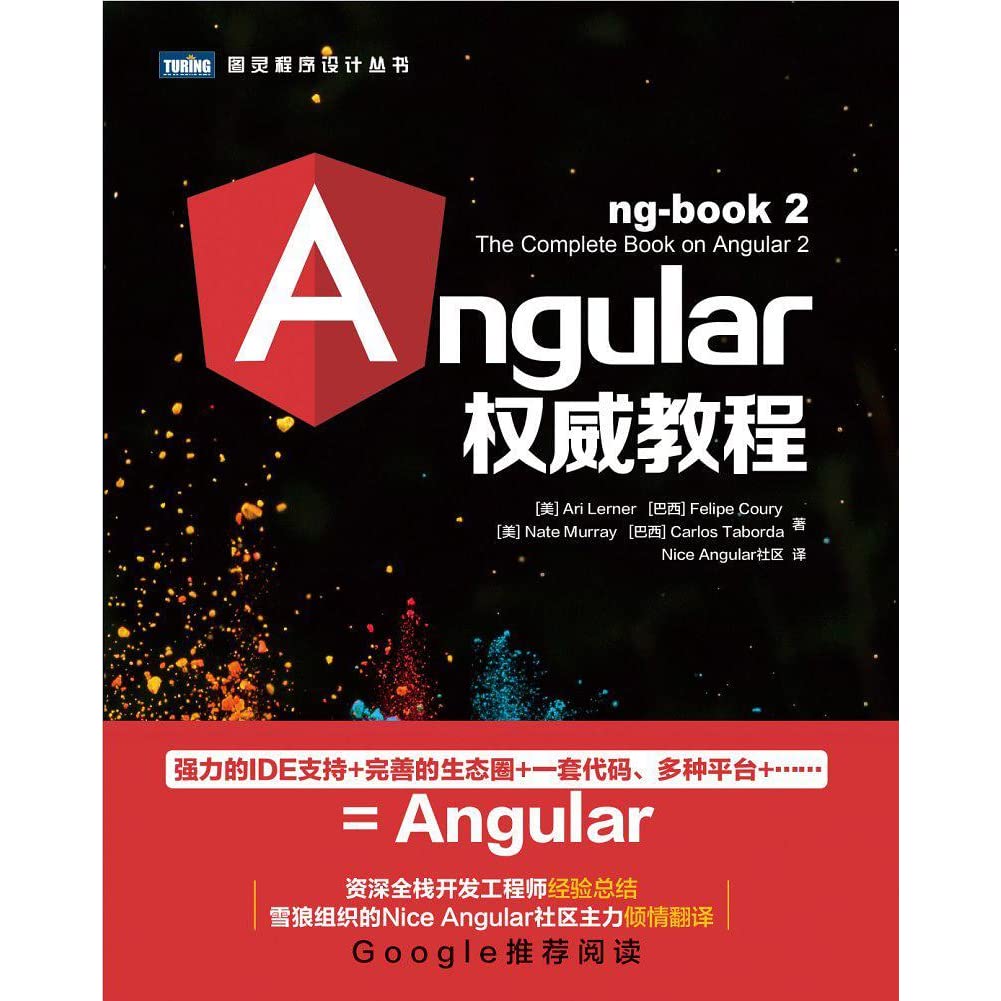 TURING 图灵程序设计丛书
ng-book 2
The Complete Book on Angular 2
Angular
权威教程
[美] Ari Lerner [巴西] Felipe Coury
[美] Nate Murray [巴西] Carlos Taborda 著
Nice Angular社区 译
强力的IDE支持+完善的生态圈+一套代码、多种平台+……
= Angular
资深全栈开发工程师经验总结
雪狼组织的Nice Angular社区主力倾情翻译
Google推荐阅读